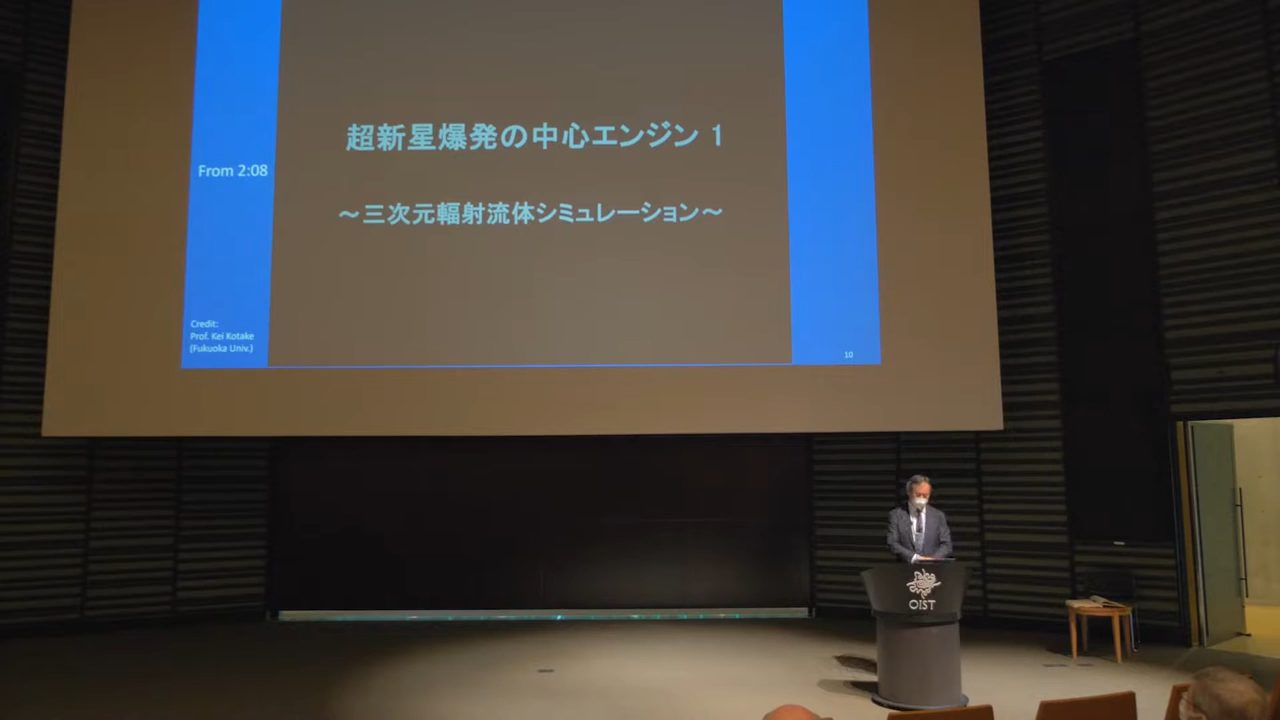 超新星爆発の中心エンジン 1
From 2:08
～三次元輻射流体シミュレーション～
Credit:
Prof. Kei Kotake
(Fukuoka Univ.)
10
OIST